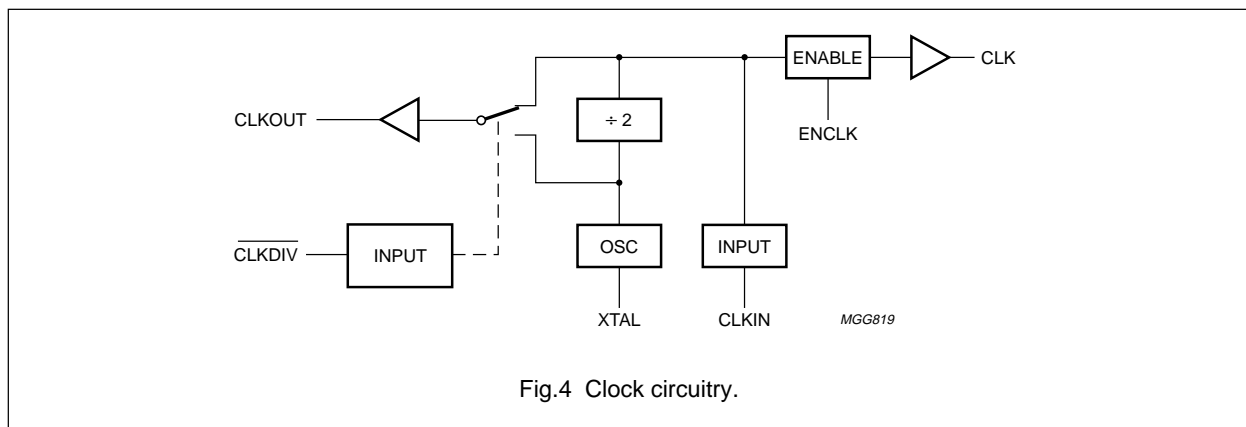 ENABLE
CLK
CLKOUT
÷ 2
ENCLK
CLKDIV
INPUT
OSC
INPUT
XTAL
CLKIN
MGG819
Fig.4 Clock circuitry.